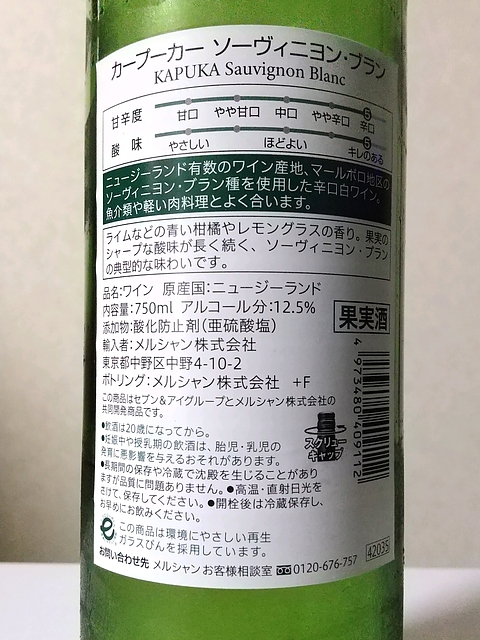 カープーカー ソーヴィニヨン・ブラン
KAPUKA Sauvignon Blanc
甘辛度 5
甘口 やや甘口 中口 やや辛口 辛口
酸味 5
やさしい ほどよい キレのある
ニュージーランド有数のワイン産地、マールボロ地区の
ソーヴィニヨン・ブラン種を使用した辛口白ワイン。
魚介類や軽い肉料理とよく合います。
ライムなどの青い柑橘やレモングラスの香り。果実の
シャープな酸味が長く続く、ソーヴィニヨン・ブラン
の典型的な味わいです。
品名:ワイン 原産国:ニュージーランド
内容量:750ml アルコール分:12.5%
添加物:酸化防止剤(亜硫酸塩)
果実酒
輸入者:メルシャン株式会社
東京都中野区中野4-10-2
ボトリング:メルシャン株式会社 +F
この商品はセブン&アイグループとメルシャン株式会社の
共同開発商品です。
●飲酒は20歳になってから。
●妊娠中や授乳期の飲酒は、胎児・乳児の
発育に悪影響を与えるおそれがあります。
●長期間の保存や冷蔵で沈殿を生じることがあり
ますが品質に問題ありません。●高温・直射日光を
さけて、保存してください。●開栓後は冷蔵保存し、
お早めにお飲みください。
スクリュー
キャップ
4973480409112
この商品は環境にやさしい再生
ガラスびんを採用しています。
お問い合わせ先 メルシャンお客様相談室 0120-676-757
42035